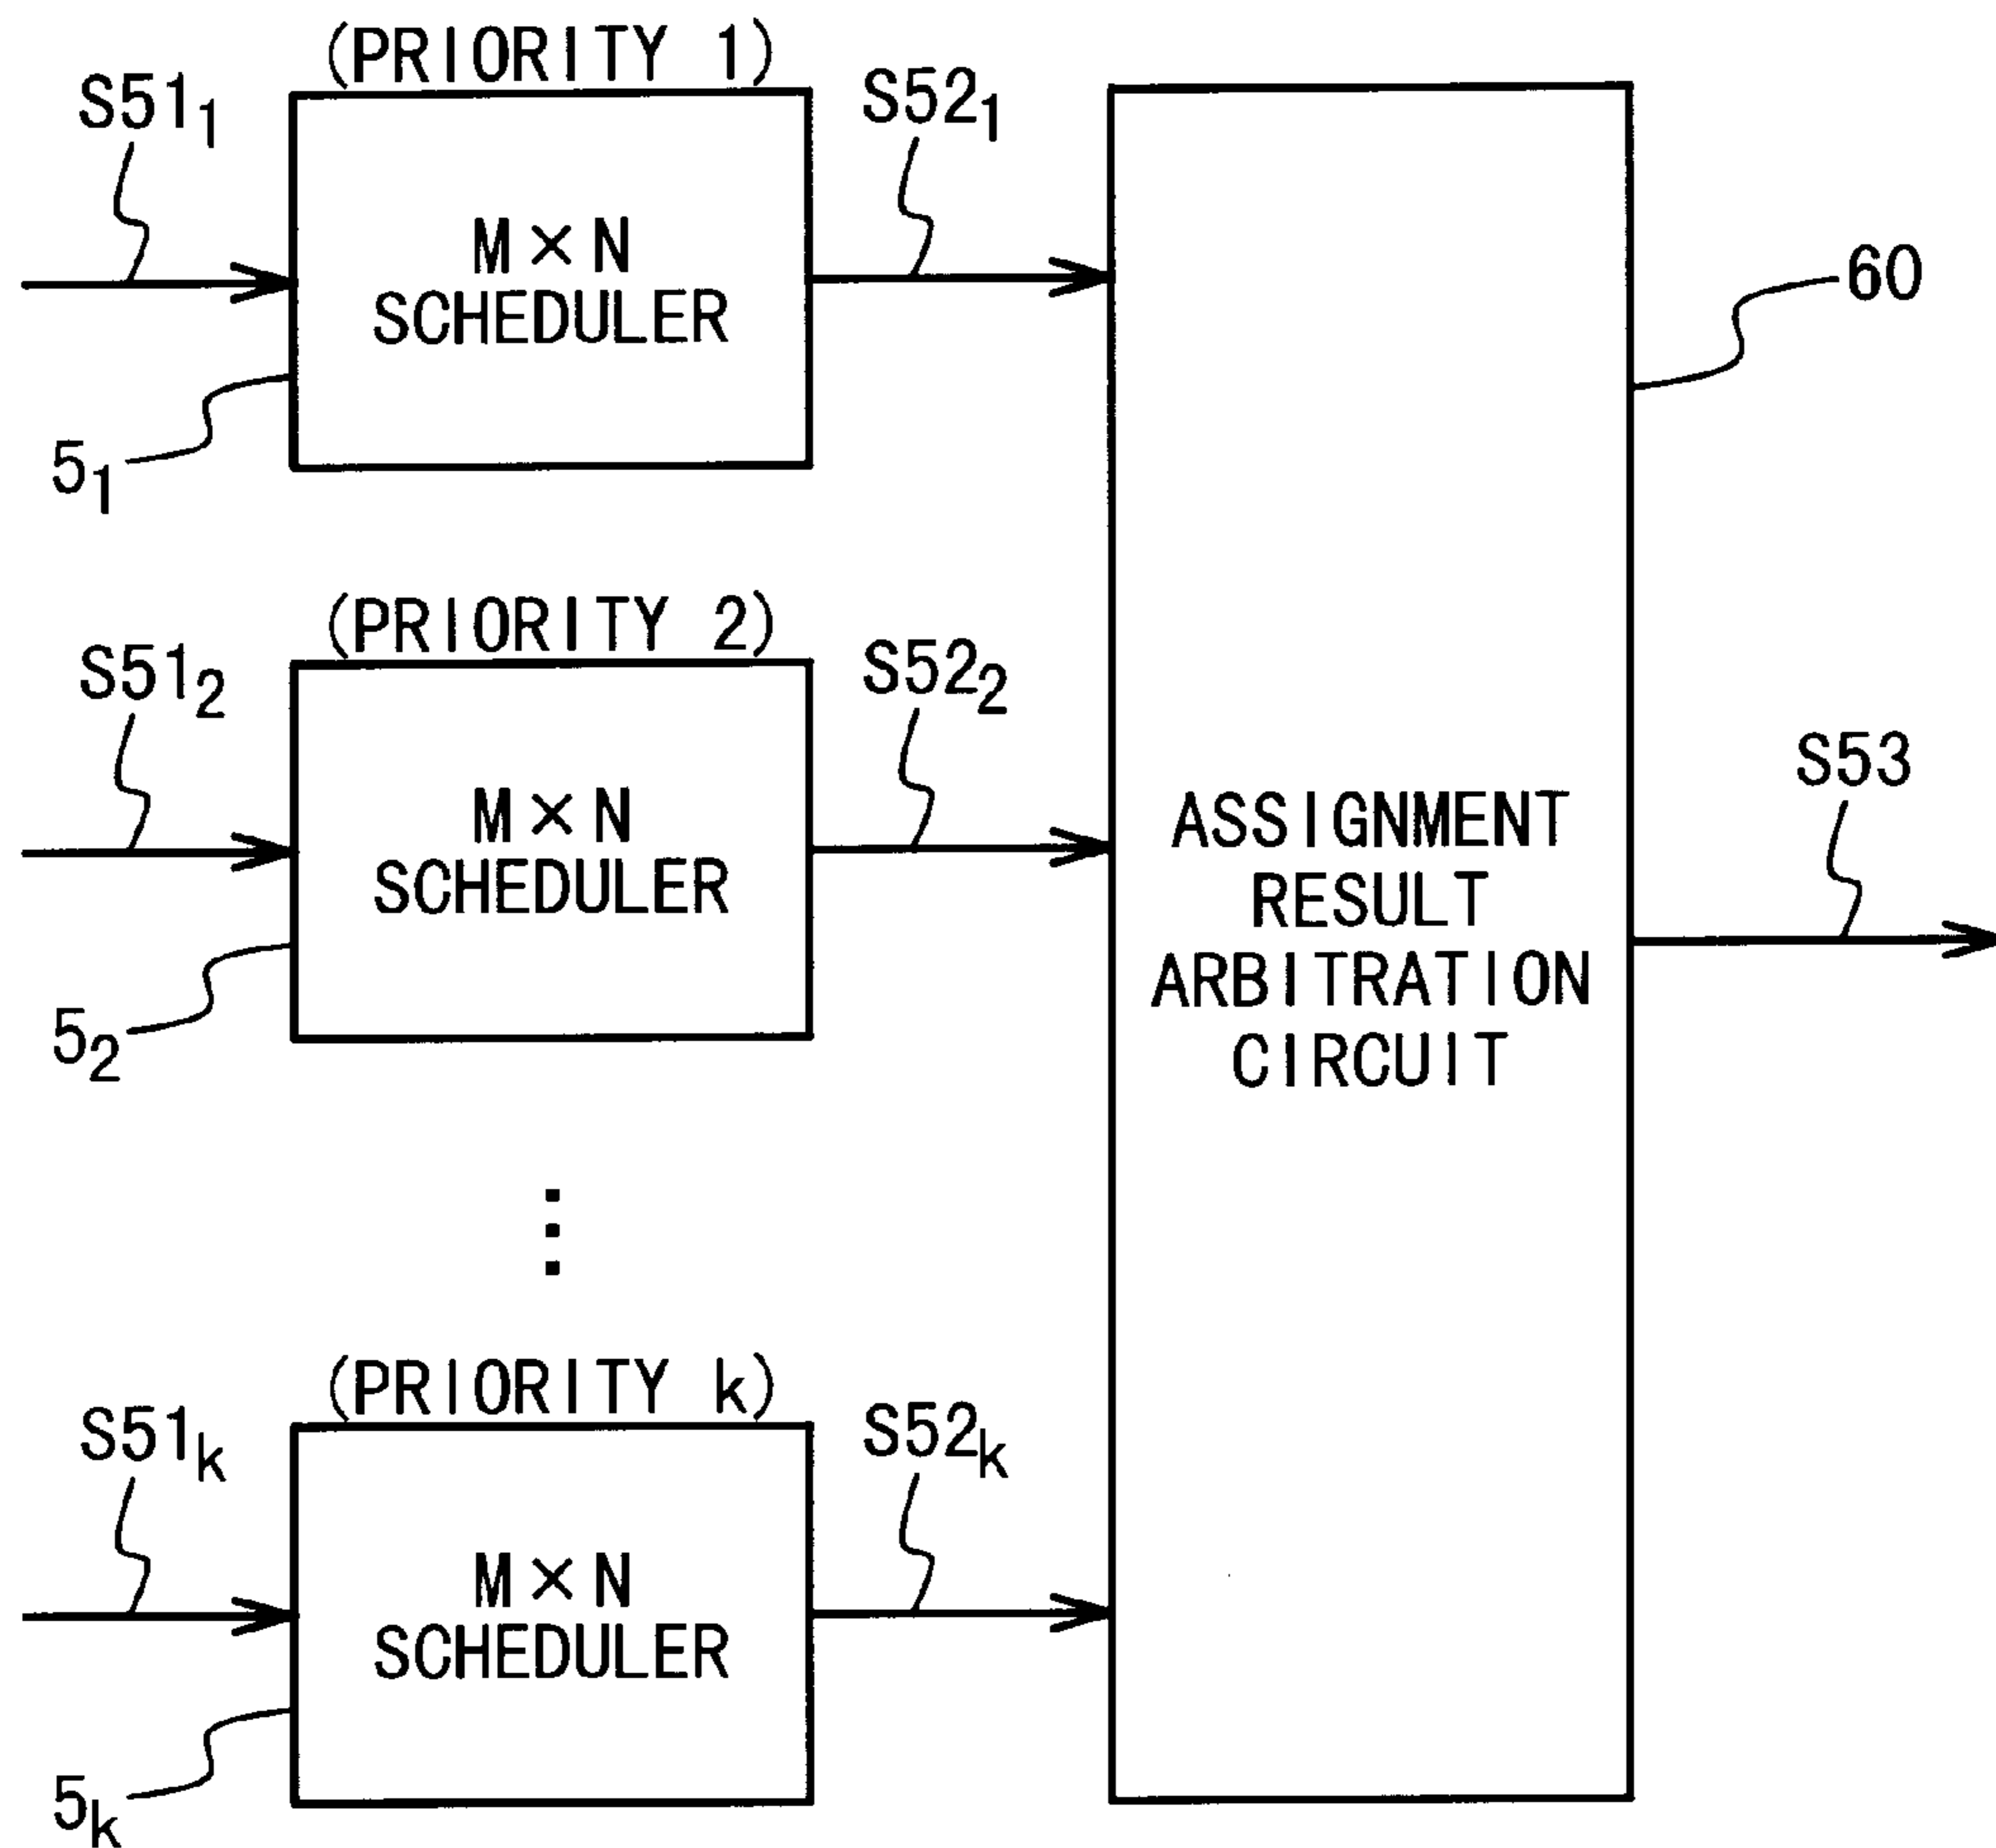 (PRIORITY 1)
S51₁
S52₁
M×N
SCHEDULER
60
5₁
(PRIORITY 2)
S51₂
S52₂
M×N
SCHEDULER
S53
ASSIGNMENT
RESULT
ARBITRATION
CIRCUIT
5₂
(PRIORITY k)
S51ₖ
S52ₖ
M×N
SCHEDULER
5ₖ